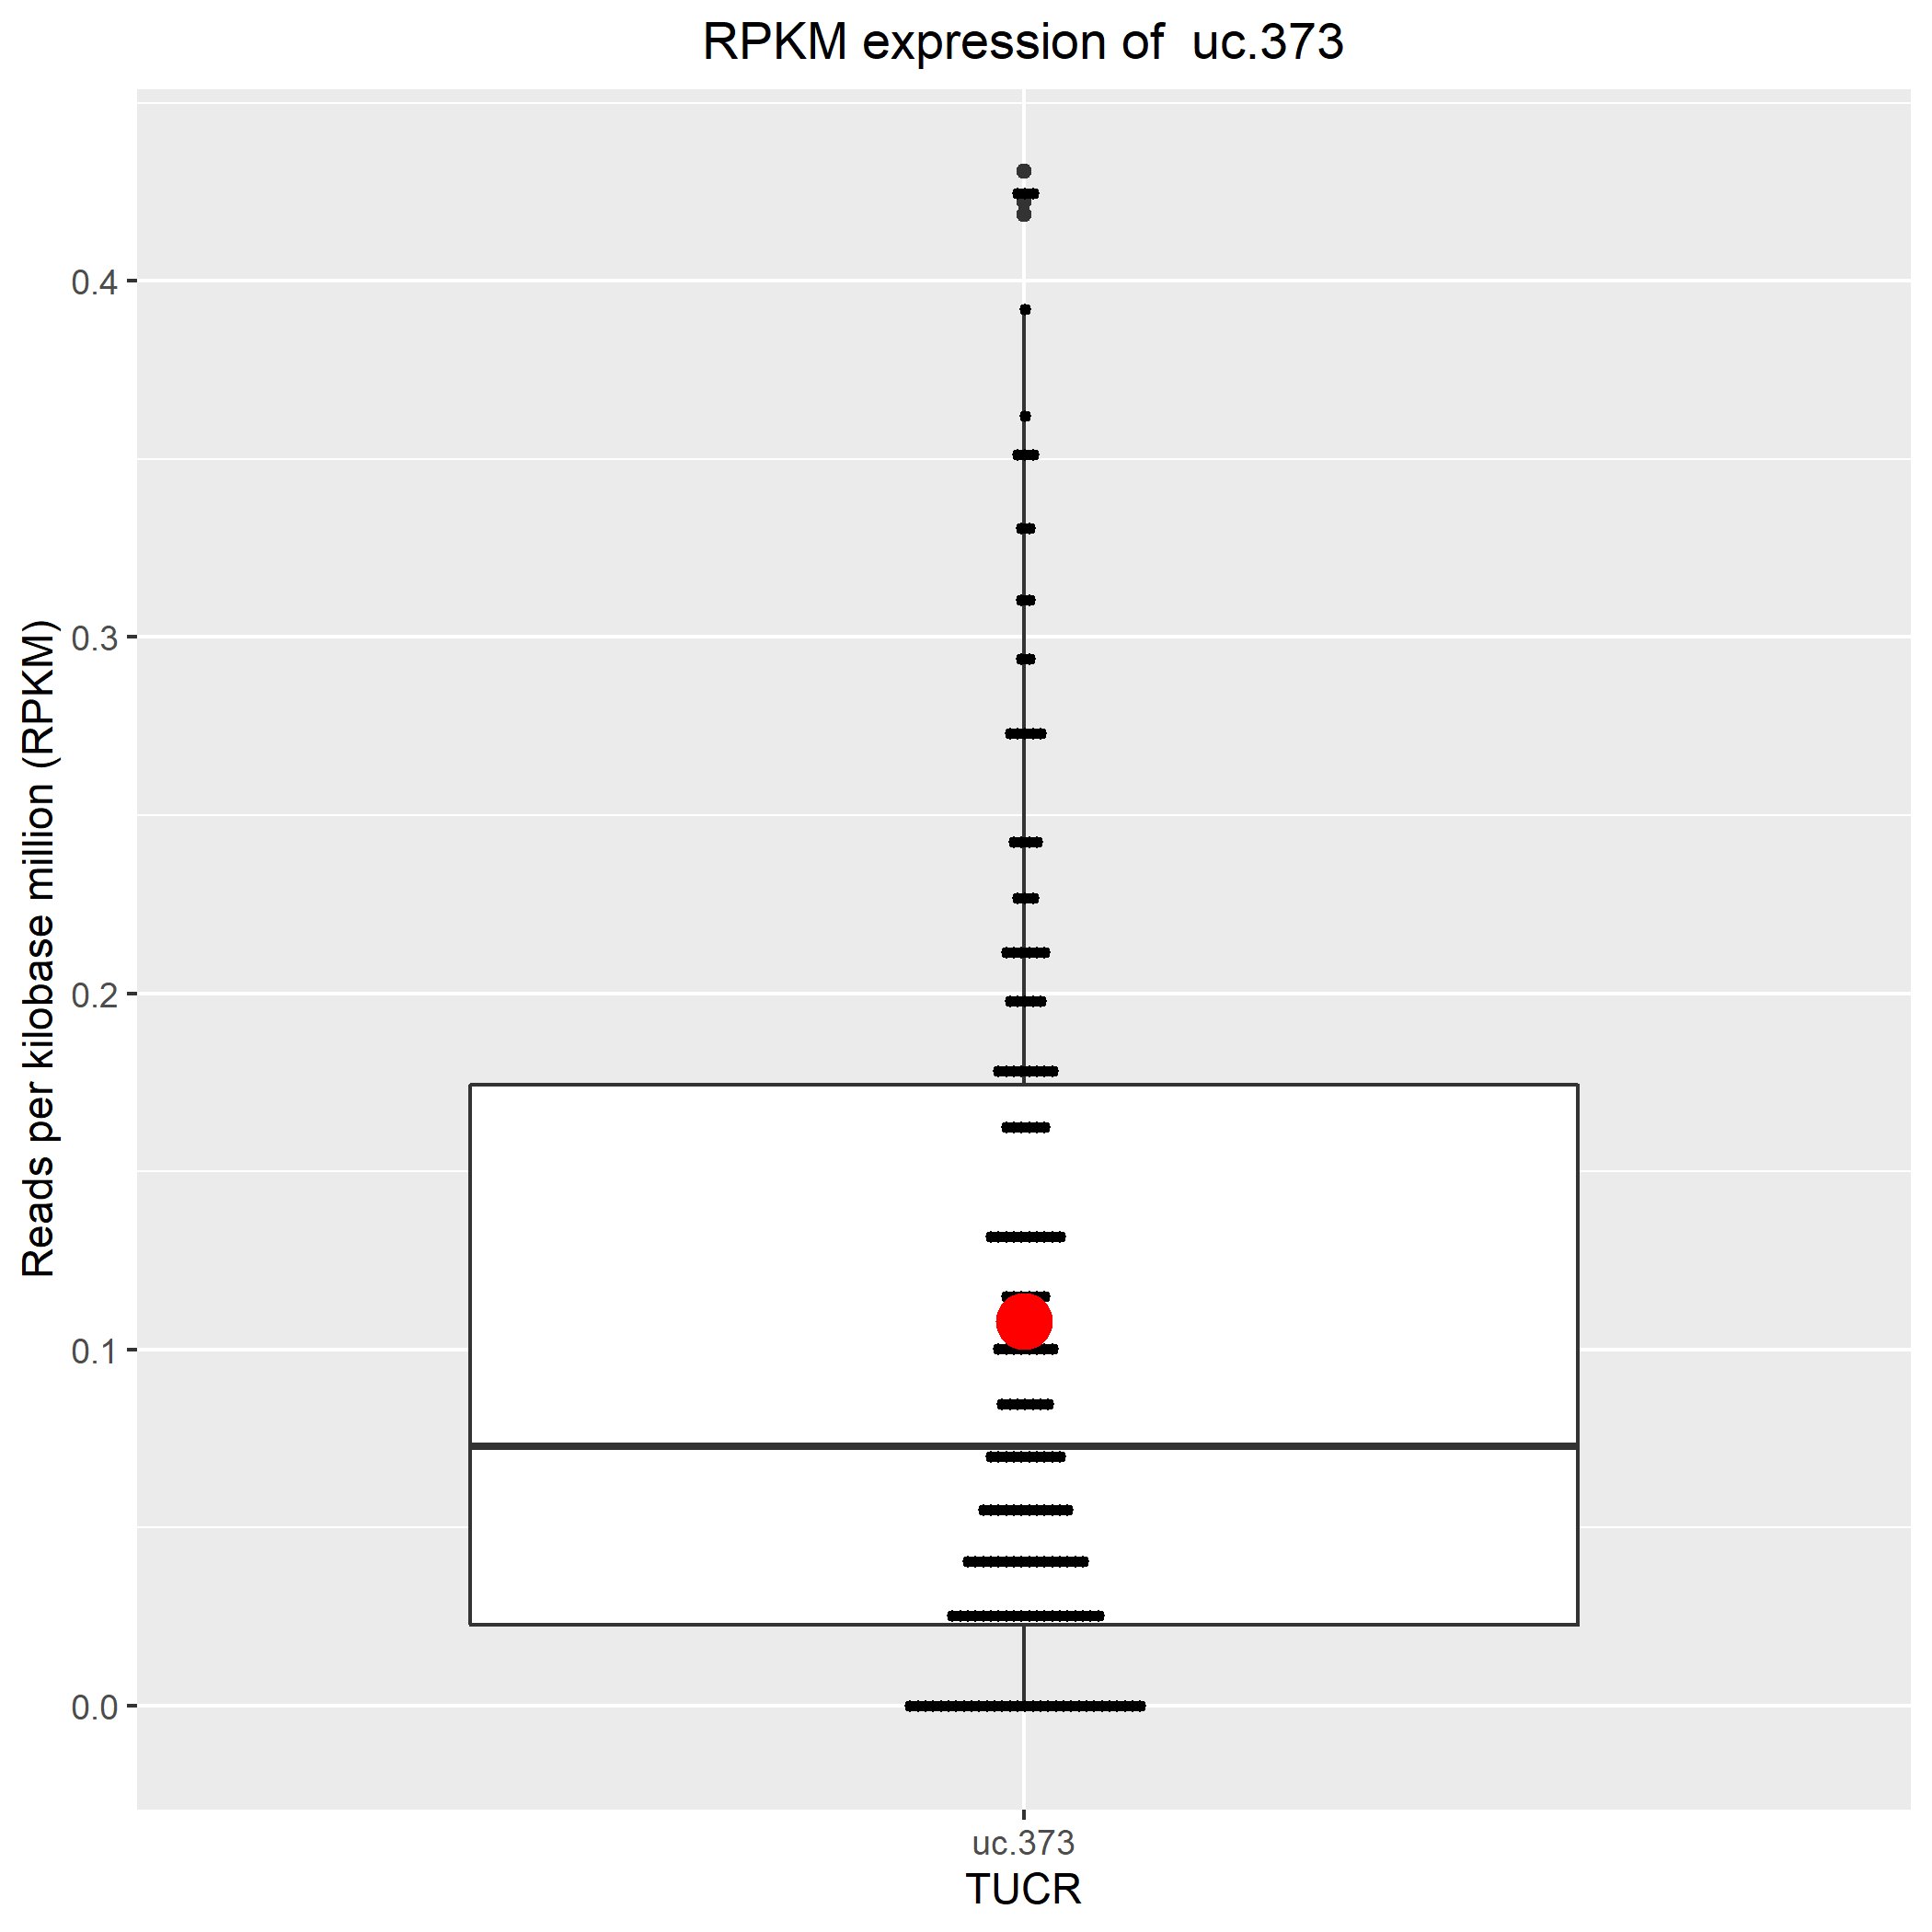 RPKM expression of  uc.373
Reads per kilobase million (RPKM)
0.4
0.3
0.2
0.1
0.0
uc.373
TUCR